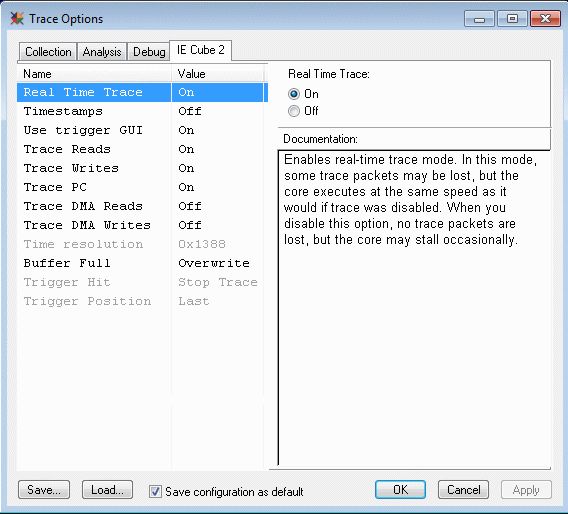 Trace Options
Collection Analysis Debug IE Cube 2
Name Value
Real Time Trace On
Timestamps Off
Use trigger GUI On
Trace Reads On
Trace Writes On
Trace PC On
Trace DMA Reads Off
Trace DMA Writes Off
Time resolution 0x1388
Buffer Full Overwrite
Trigger Hit Stop Trace
Trigger Position Last
Real Time Trace:
On
Off
Documentation:
Enables real-time trace mode. In this mode,
some trace packets may be lost, but the
core executes at the same speed as it
would if trace was disabled. When you
disable this option, no trace packets are
lost, but the core may stall occasionally.
Save... Load... Save configuration as default OK Cancel Apply